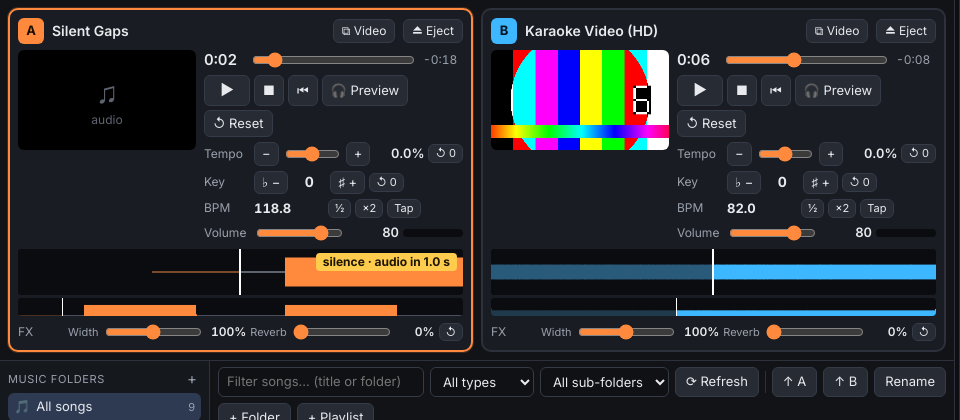 A Silent Gaps ⧉ Video ⏏ Eject
♫
audio
0:02 -0:18
▶ ■ ⏮ 🎧 Preview
↺ Reset
Tempo − + 0.0% ↺ 0
Key ♭ − 0 ♯ + ↺ 0
BPM 118.8 ½ ×2 Tap
Volume 80
silence · audio in 1.0 s
FX Width 100% Reverb 0% ↺
B Karaoke Video (HD) ⧉ Video ⏏ Eject
6
0:06 -0:08
▶ ■ ⏮ 🎧 Preview
↺ Reset
Tempo − + 0.0% ↺ 0
Key ♭ − 0 ♯ + ↺ 0
BPM 82.0 ½ ×2 Tap
Volume 80
FX Width 100% Reverb 0% ↺
MUSIC FOLDERS +
🎵 All songs 9
Filter songs... (title or folder) All types All sub-folders ⟳ Refresh ↑ A ↑ B Rename
+ Folder + Playlist